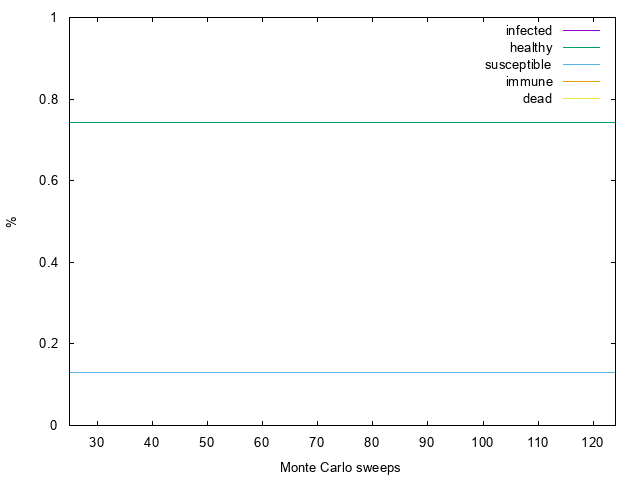 1
0.8
0.6
0.4
0.2
0
%
infected
healthy
susceptible
immune
dead
30 40 50 60 70 80 90 100 110 120
Monte Carlo sweeps